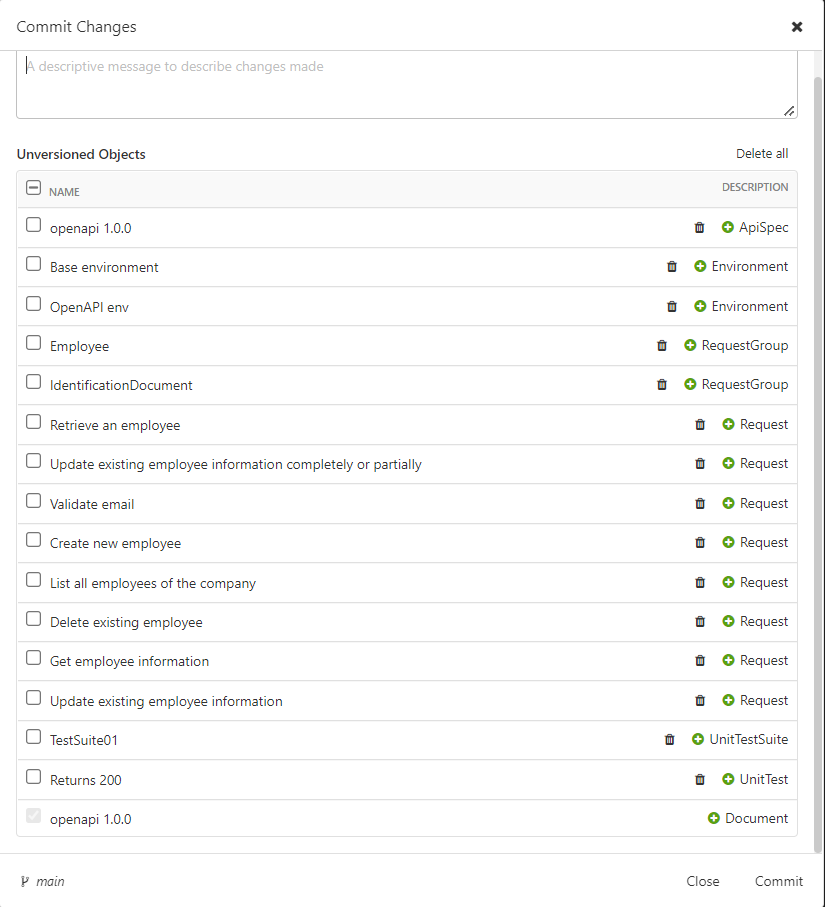 Commit Changes
A descriptive message to describe changes made
Unversioned Objects Delete all
NAME DESCRIPTION
openapi 1.0.0 ApiSpec
Base environment Environment
OpenAPI env Environment
Employee RequestGroup
IdentificationDocument RequestGroup
Retrieve an employee Request
Update existing employee information completely or partially Request
Validate email Request
Create new employee Request
List all employees of the company Request
Delete existing employee Request
Get employee information Request
Update existing employee information Request
TestSuite01 UnitTestSuite
Returns 200 UnitTest
openapi 1.0.0 Document
main Close Commit